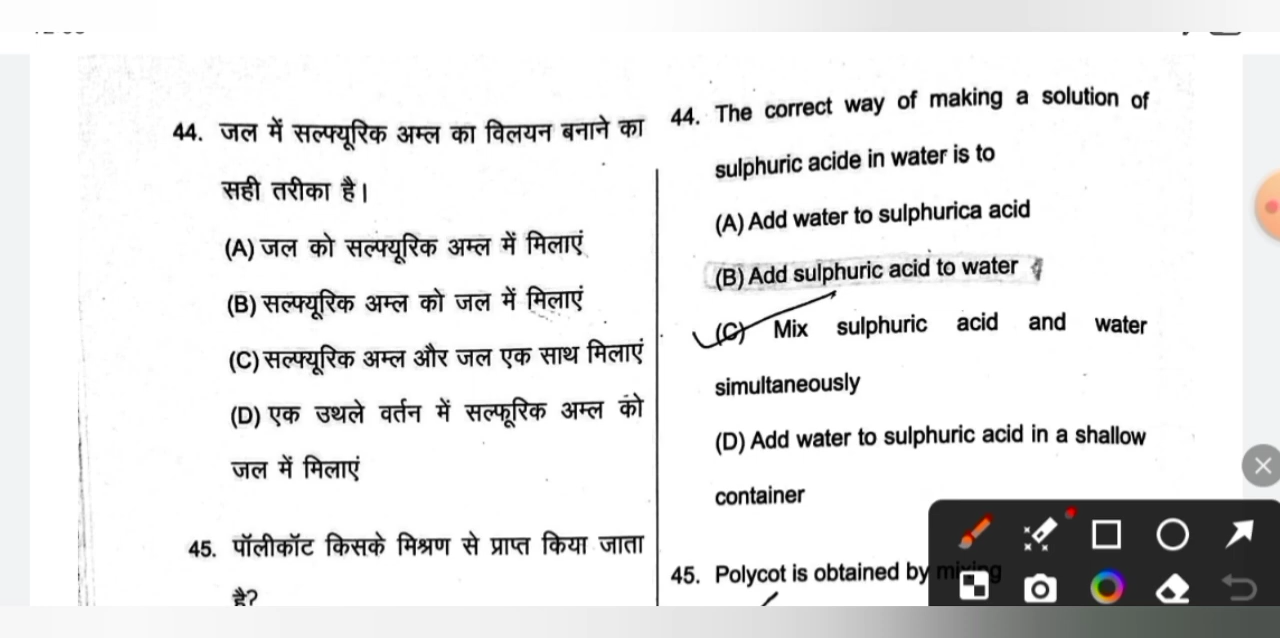 44. जल में सल्फ्यूरिक अम्ल का विलयन बनाने का
सही तरीका है।
(A) जल को सल्फ्यूरिक अम्ल में मिलाएं
(B) सल्फ्यूरिक अम्ल को जल में मिलाएं
(C) सल्फ्यूरिक अम्ल और जल एक साथ मिलाएं
(D) एक उथले वर्तन में सल्फूरिक अम्ल को
जल में मिलाएं
45. पॉलीकॉट किसके मिश्रण से प्राप्त किया जाता
है?
44. The correct way of making a solution of
sulphuric acide in water is to
(A) Add water to sulphurica acid
(B) Add sulphuric acid to water
(C) Mix sulphuric acid and water
simultaneously
(D) Add water to sulphuric acid in a shallow
container
45. Polycot is obtained by mixing